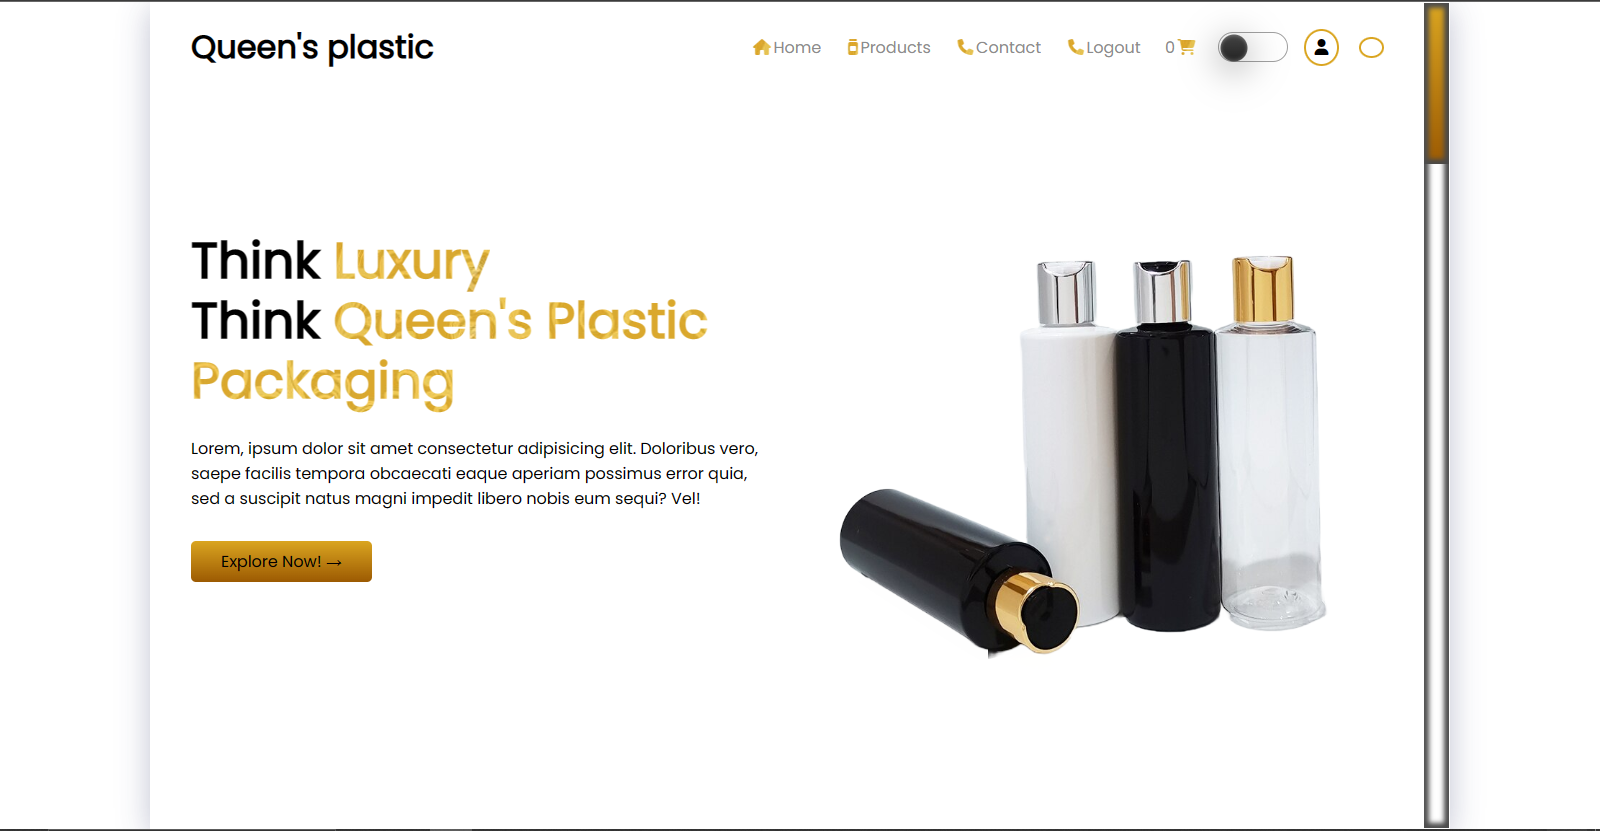 Queen's plastic
Home Products Contact Logout 0
Think Luxury
Think Queen's Plastic
Packaging
Lorem, ipsum dolor sit amet consectetur adipisicing elit. Doloribus vero,
saepe facilis tempora obcaecati eaque aperiam possimus error quia,
sed a suscipit natus magni impedit libero nobis eum sequi? Vel!
Explore Now! →